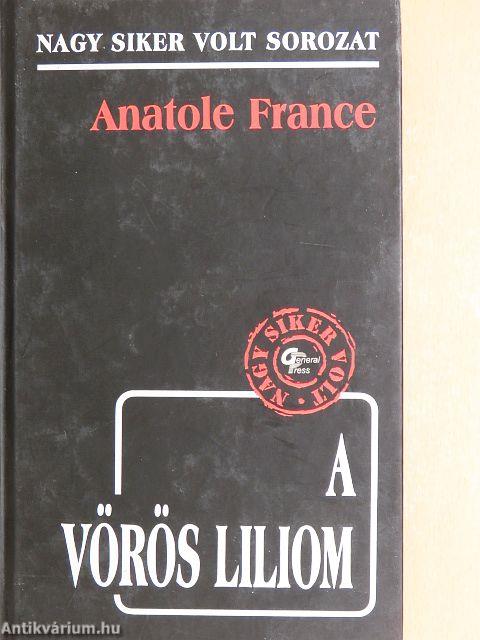 NAGY SIKER VOLT SOROZAT
Anatole France
NAGY SIKER VOLT •
General
Press
A
VÖRÖS LILIOM
Antikvárium.hu